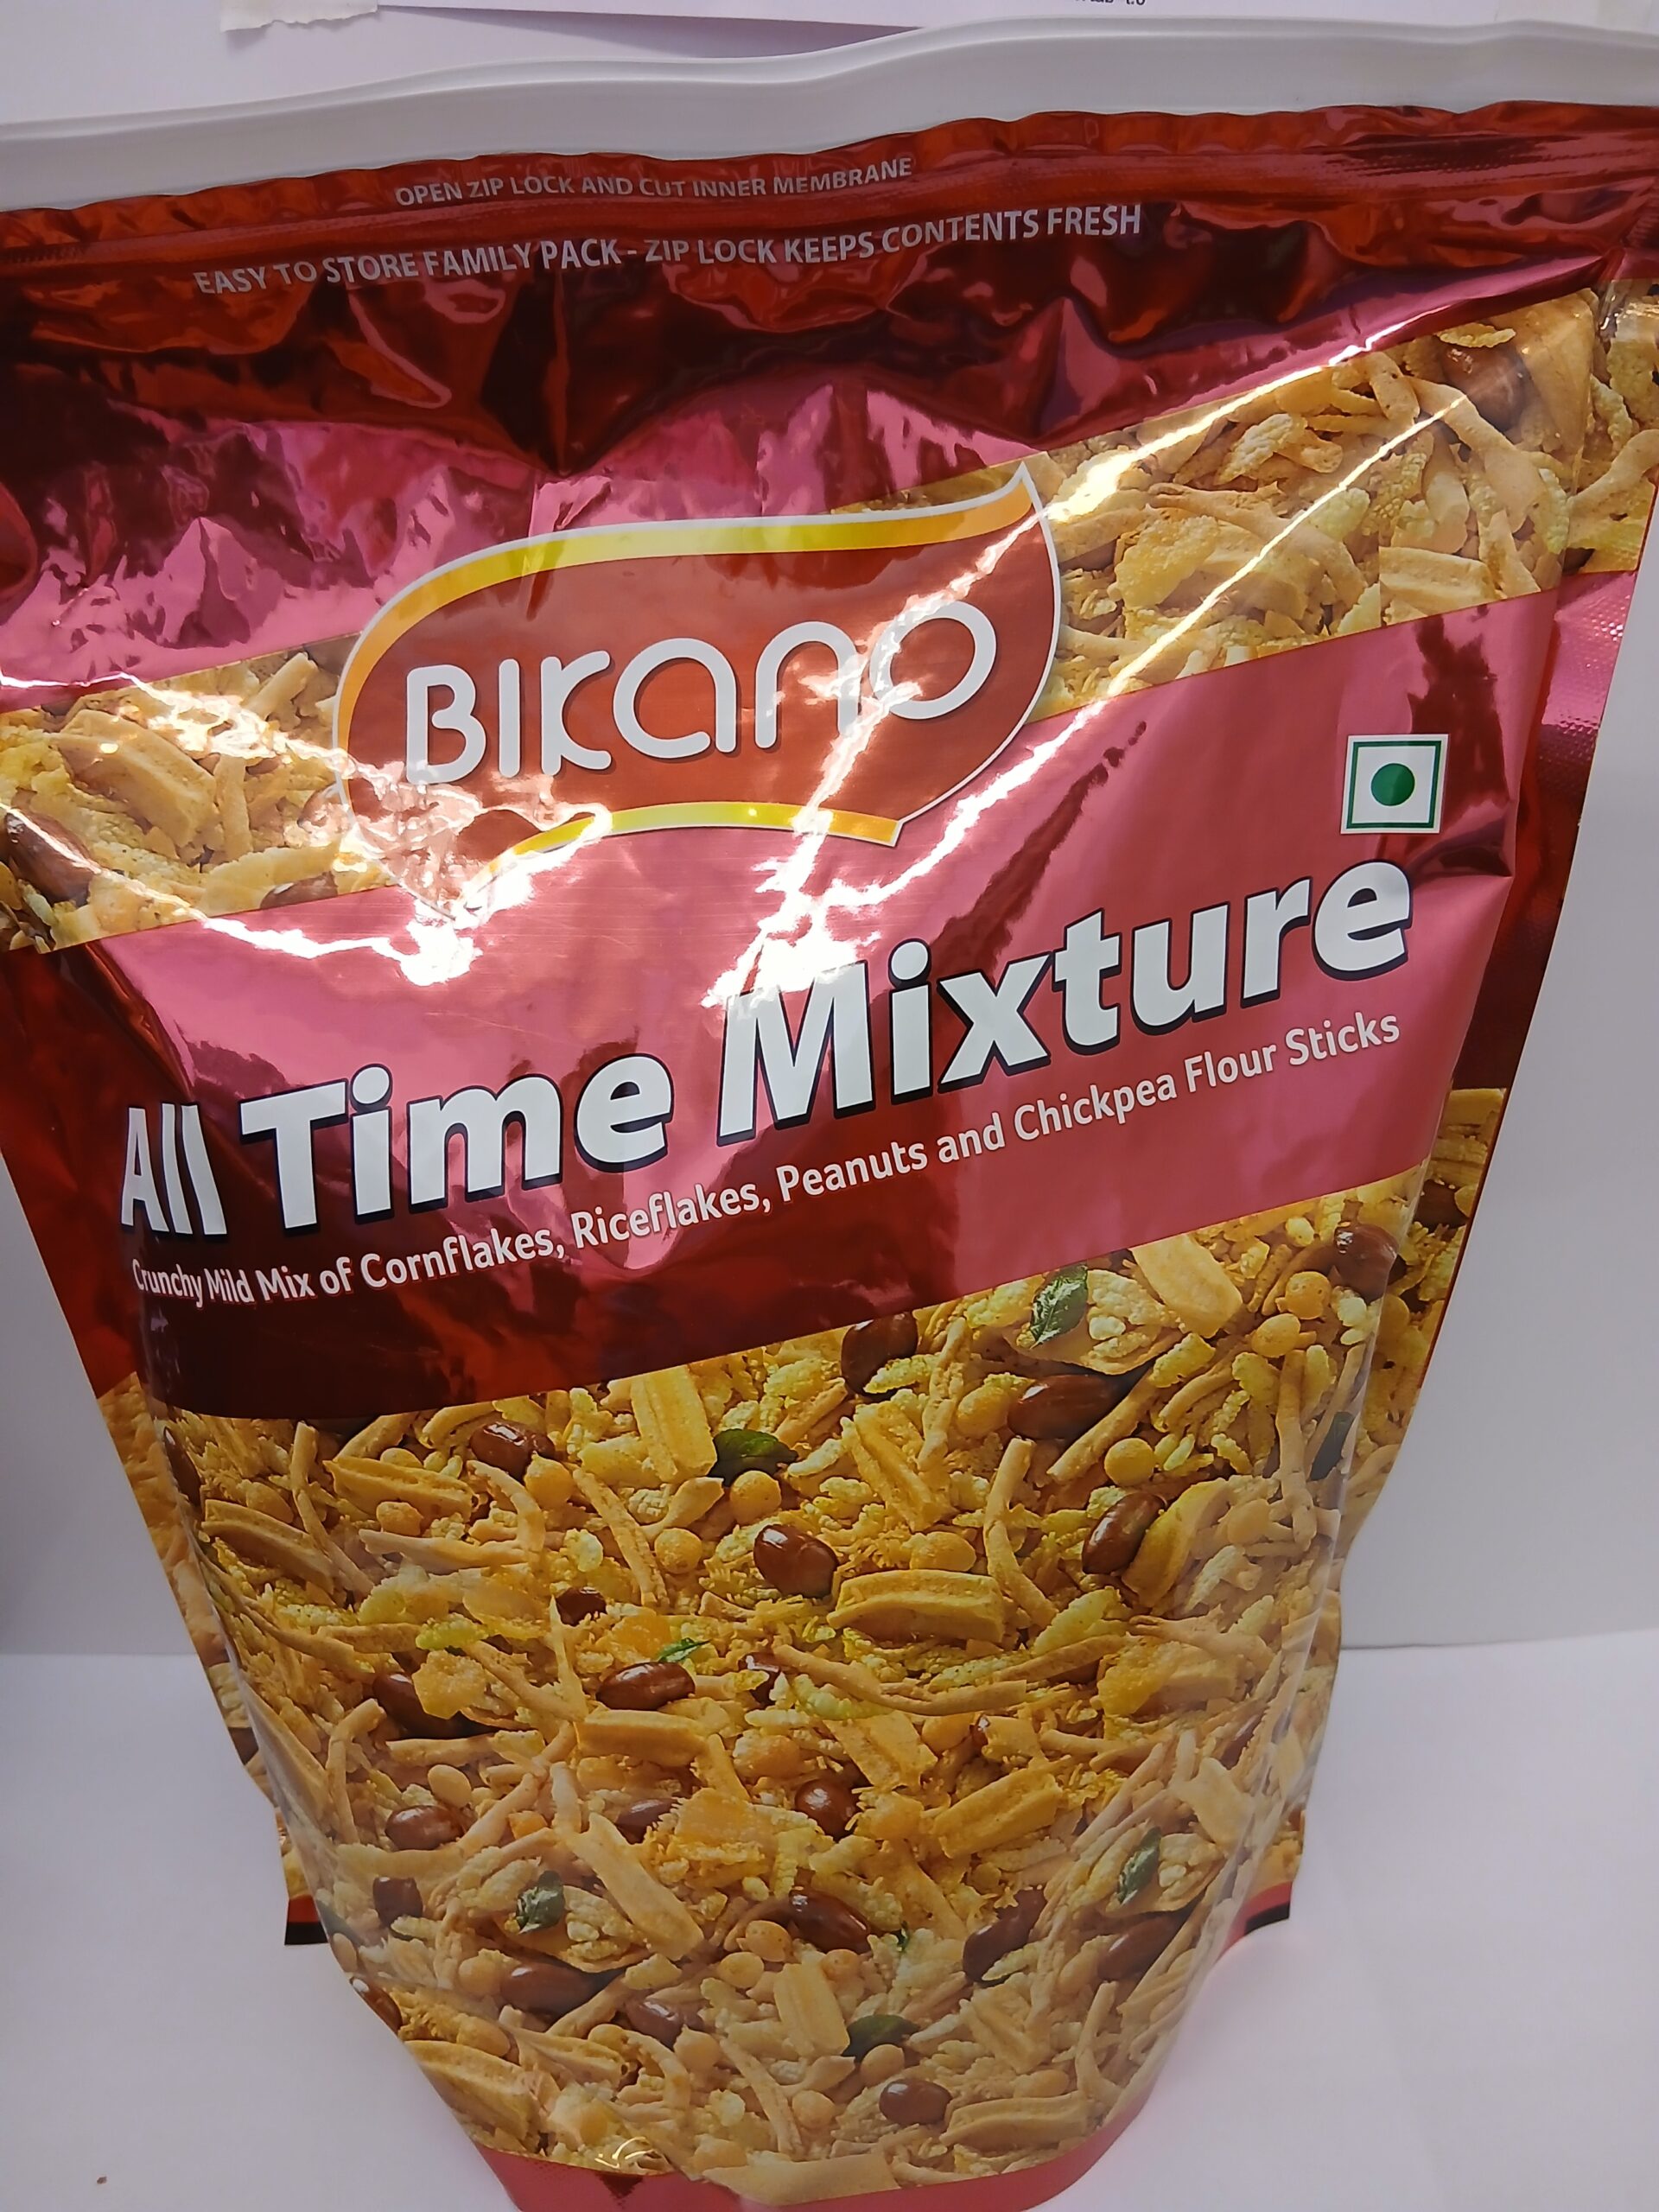 OPEN ZIP LOCK AND CUT INNER MEMBRANE
EASY TO STORE FAMILY PACK - ZIP LOCK KEEPS CONTENTS FRESH
BIKANO
All Time Mixture
Crunchy Mild Mix of Cornflakes, Riceflakes, Peanuts and Chickpea Flour Sticks